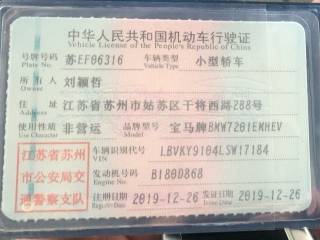 中华人民共和国机动车行驶证
Vehicle License of the People's Republic of China
号牌号码 苏EF06316 车辆类型 小型轿车
Plate No. Vehicle Type
所有人 刘颖哲
Owner
住址 江苏省苏州市姑苏区干将西路288号
Address
使用性质 非营运 品牌型号 宝马牌BMW7201EMHEV
Use Character Model
江苏省苏州市公安局交通警察支队
车辆识别代号 LBVKY9104LSW17184
VIN
发动机号码 B180D868
Engine No.
注册日期 2019-12-26 发证日期 2019-12-26
Register Date Issue Date